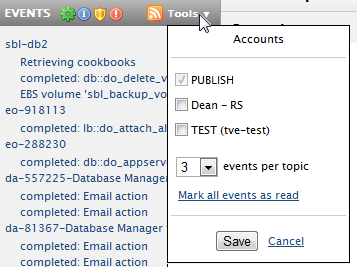 EVENTS Tools
sbl-db2
Retrieving cookbooks
completed: db::do_delete_v
EBS volume 'sbl_backup_vo
eo-918113
completed: lb::do_attach_al
eo-288230
completed: db::do_appserve
da-557225-Database Manager
completed: Email action
completed: Email action
da-81367-Database Manager
completed: Email action
completed: Email action
Accounts
PUBLISH
Dean - RS
TEST (tve-test)
3 events per topic
Mark all events as read
Save Cancel